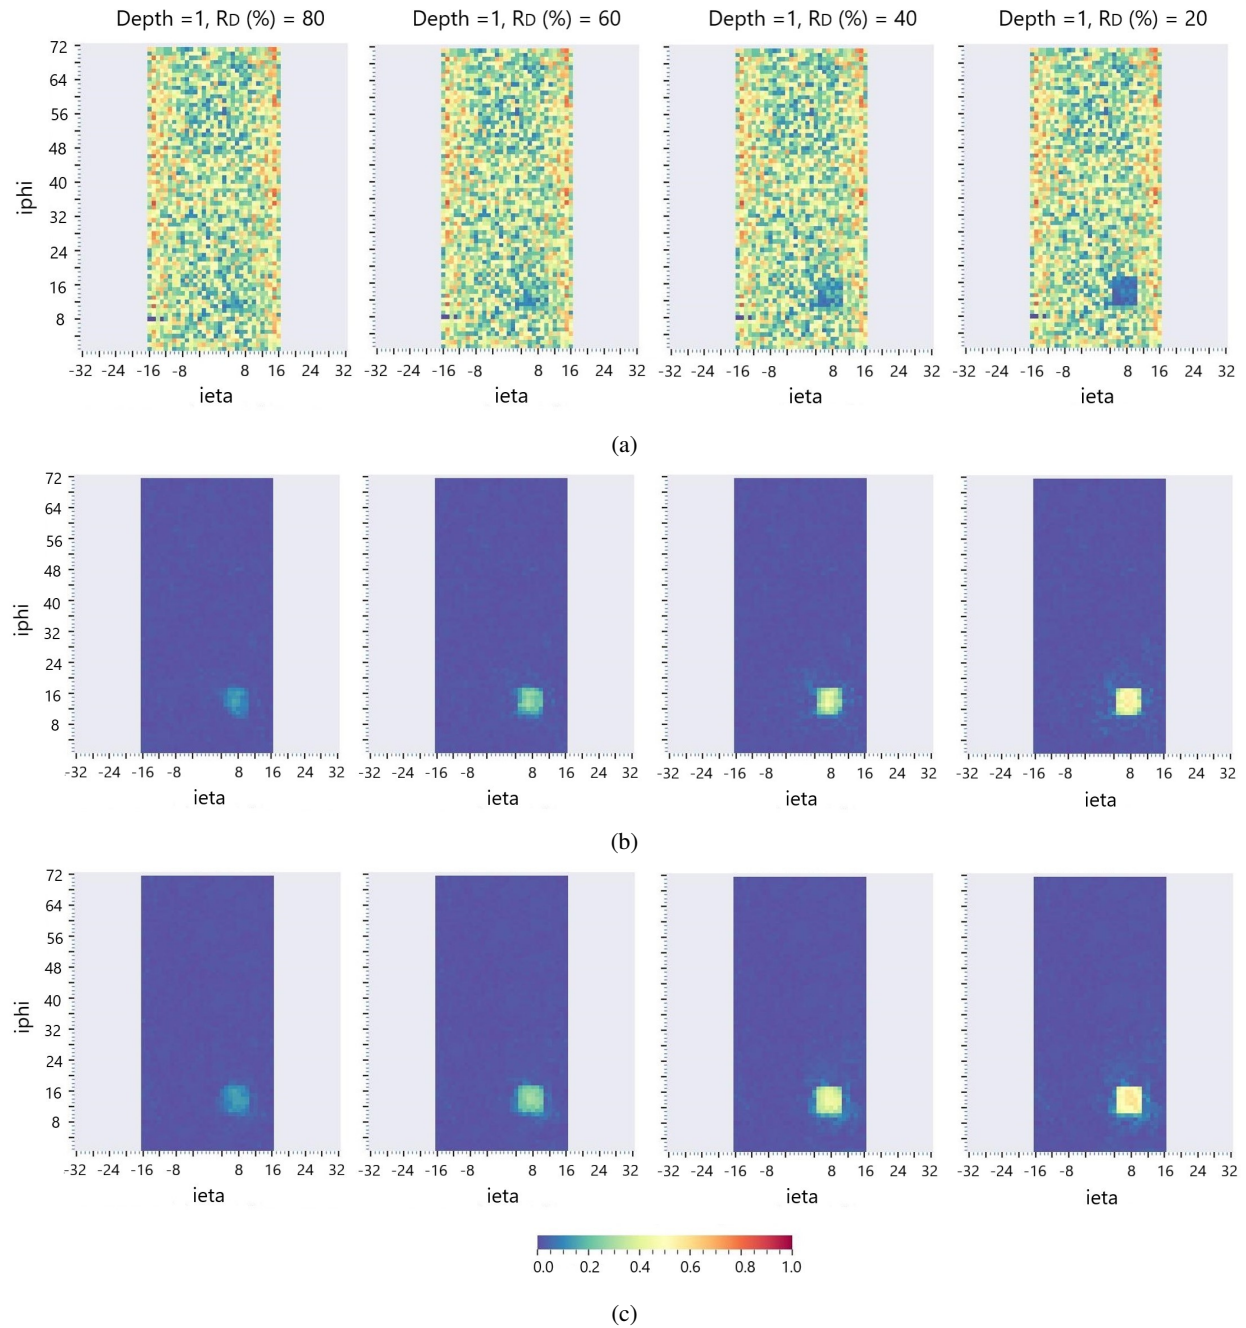 Depth =1, RD (%) = 80 Depth =1, RD (%) = 60 Depth =1, RD (%) = 40 Depth =1, RD (%) = 20
72
64
56
48
40
32
24
16
8
iphi
-32 -24 -16 -8 8 16 24 32 -32 -24 -16 -8 8 16 24 32 -32 -24 -16 -8 8 16 24 32 -32 -24 -16 -8 8 16 24 32
ieta ieta ieta ieta
(a)
72
64
56
48
40
32
24
16
8
iphi
-32 -24 -16 -8 8 16 24 32 -32 -24 -16 -8 8 16 24 32 -32 -24 -16 -8 8 16 24 32 -32 -24 -16 -8 8 16 24 32
ieta ieta ieta ieta
(b)
72
64
56
48
40
32
24
16
8
iphi
-32 -24 -16 -8 8 16 24 32 -32 -24 -16 -8 8 16 24 32 -32 -24 -16 -8 8 16 24 32 -32 -24 -16 -8 8 16 24 32
ieta ieta ieta ieta
0.0 0.2 0.4 0.6 0.8 1.0
(c)